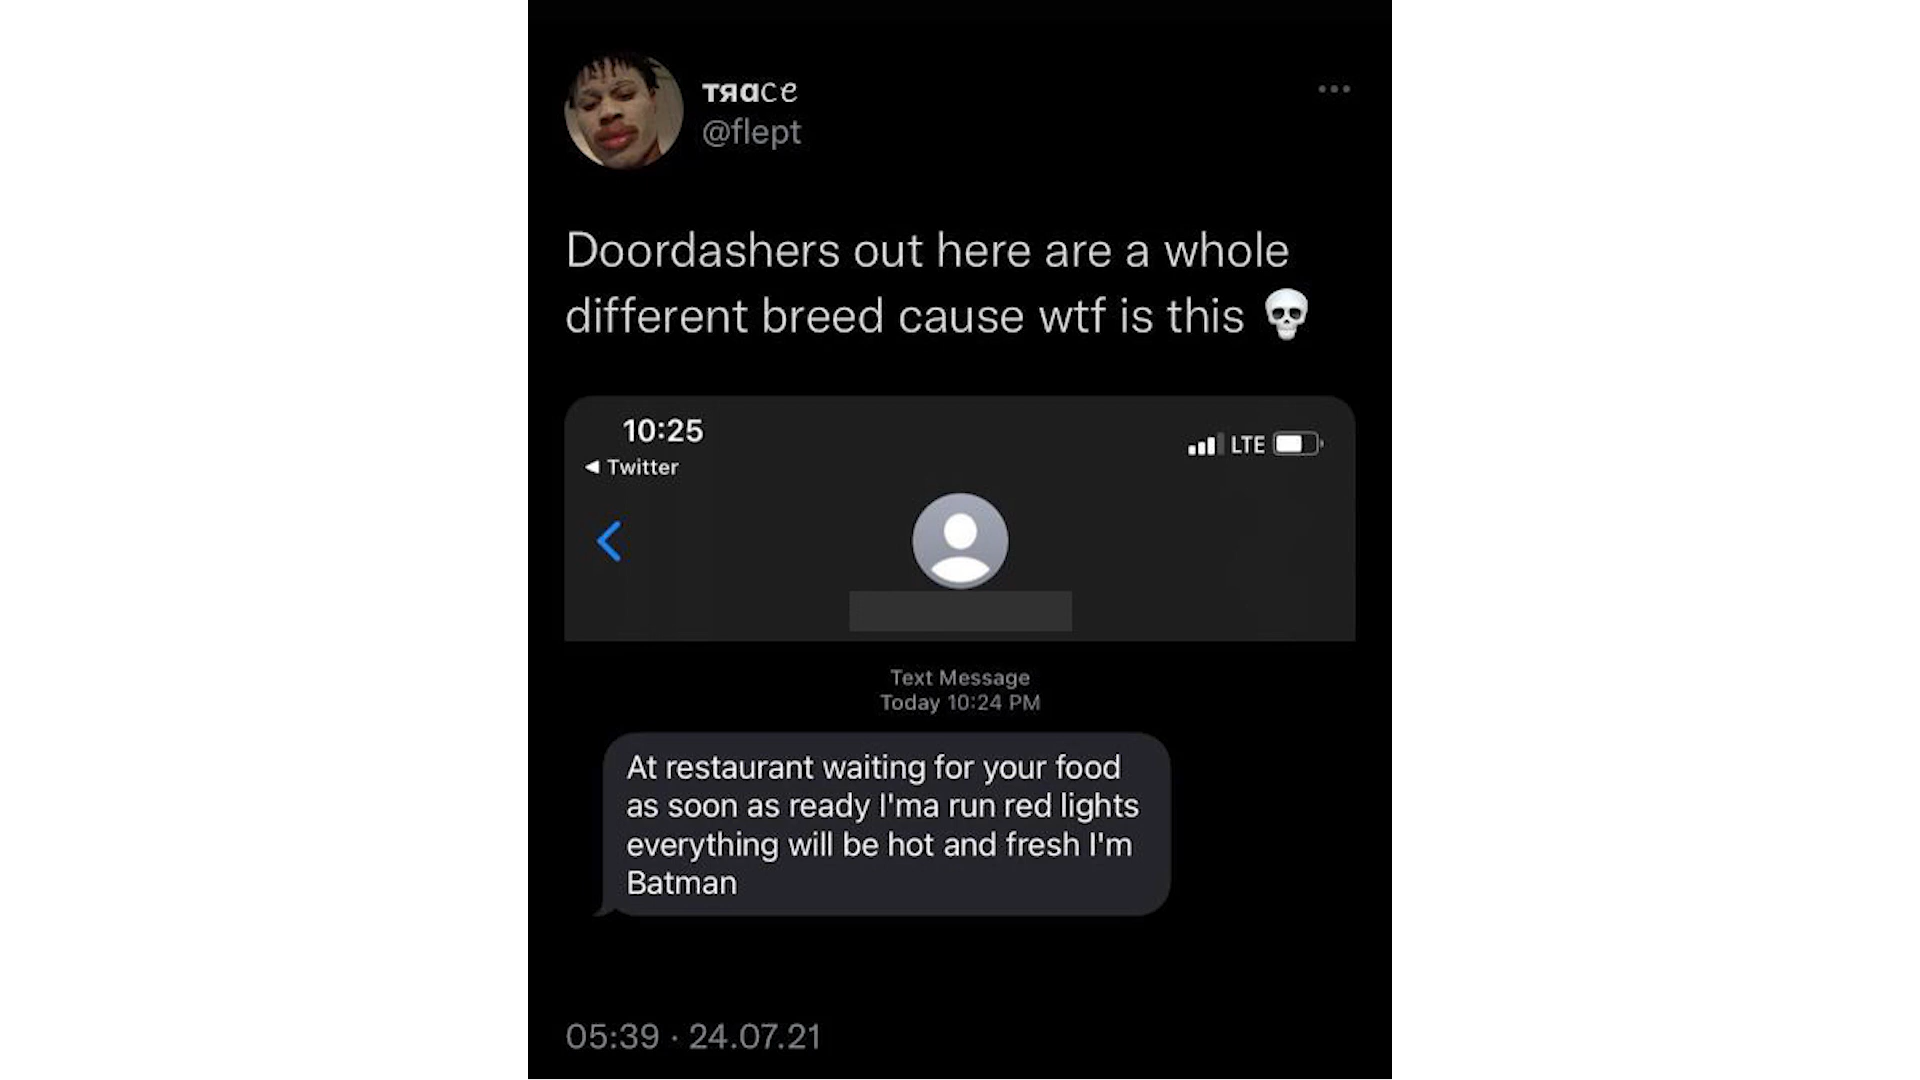 тяαcℯ
@flept
Doordashers out here are a whole
different breed cause wtf is this 💀
10:25
LTE
◀ Twitter
Text Message
Today 10:24 PM
At restaurant waiting for your food
as soon as ready I'ma run red lights
everything will be hot and fresh I'm
Batman
05:39 · 24.07.21